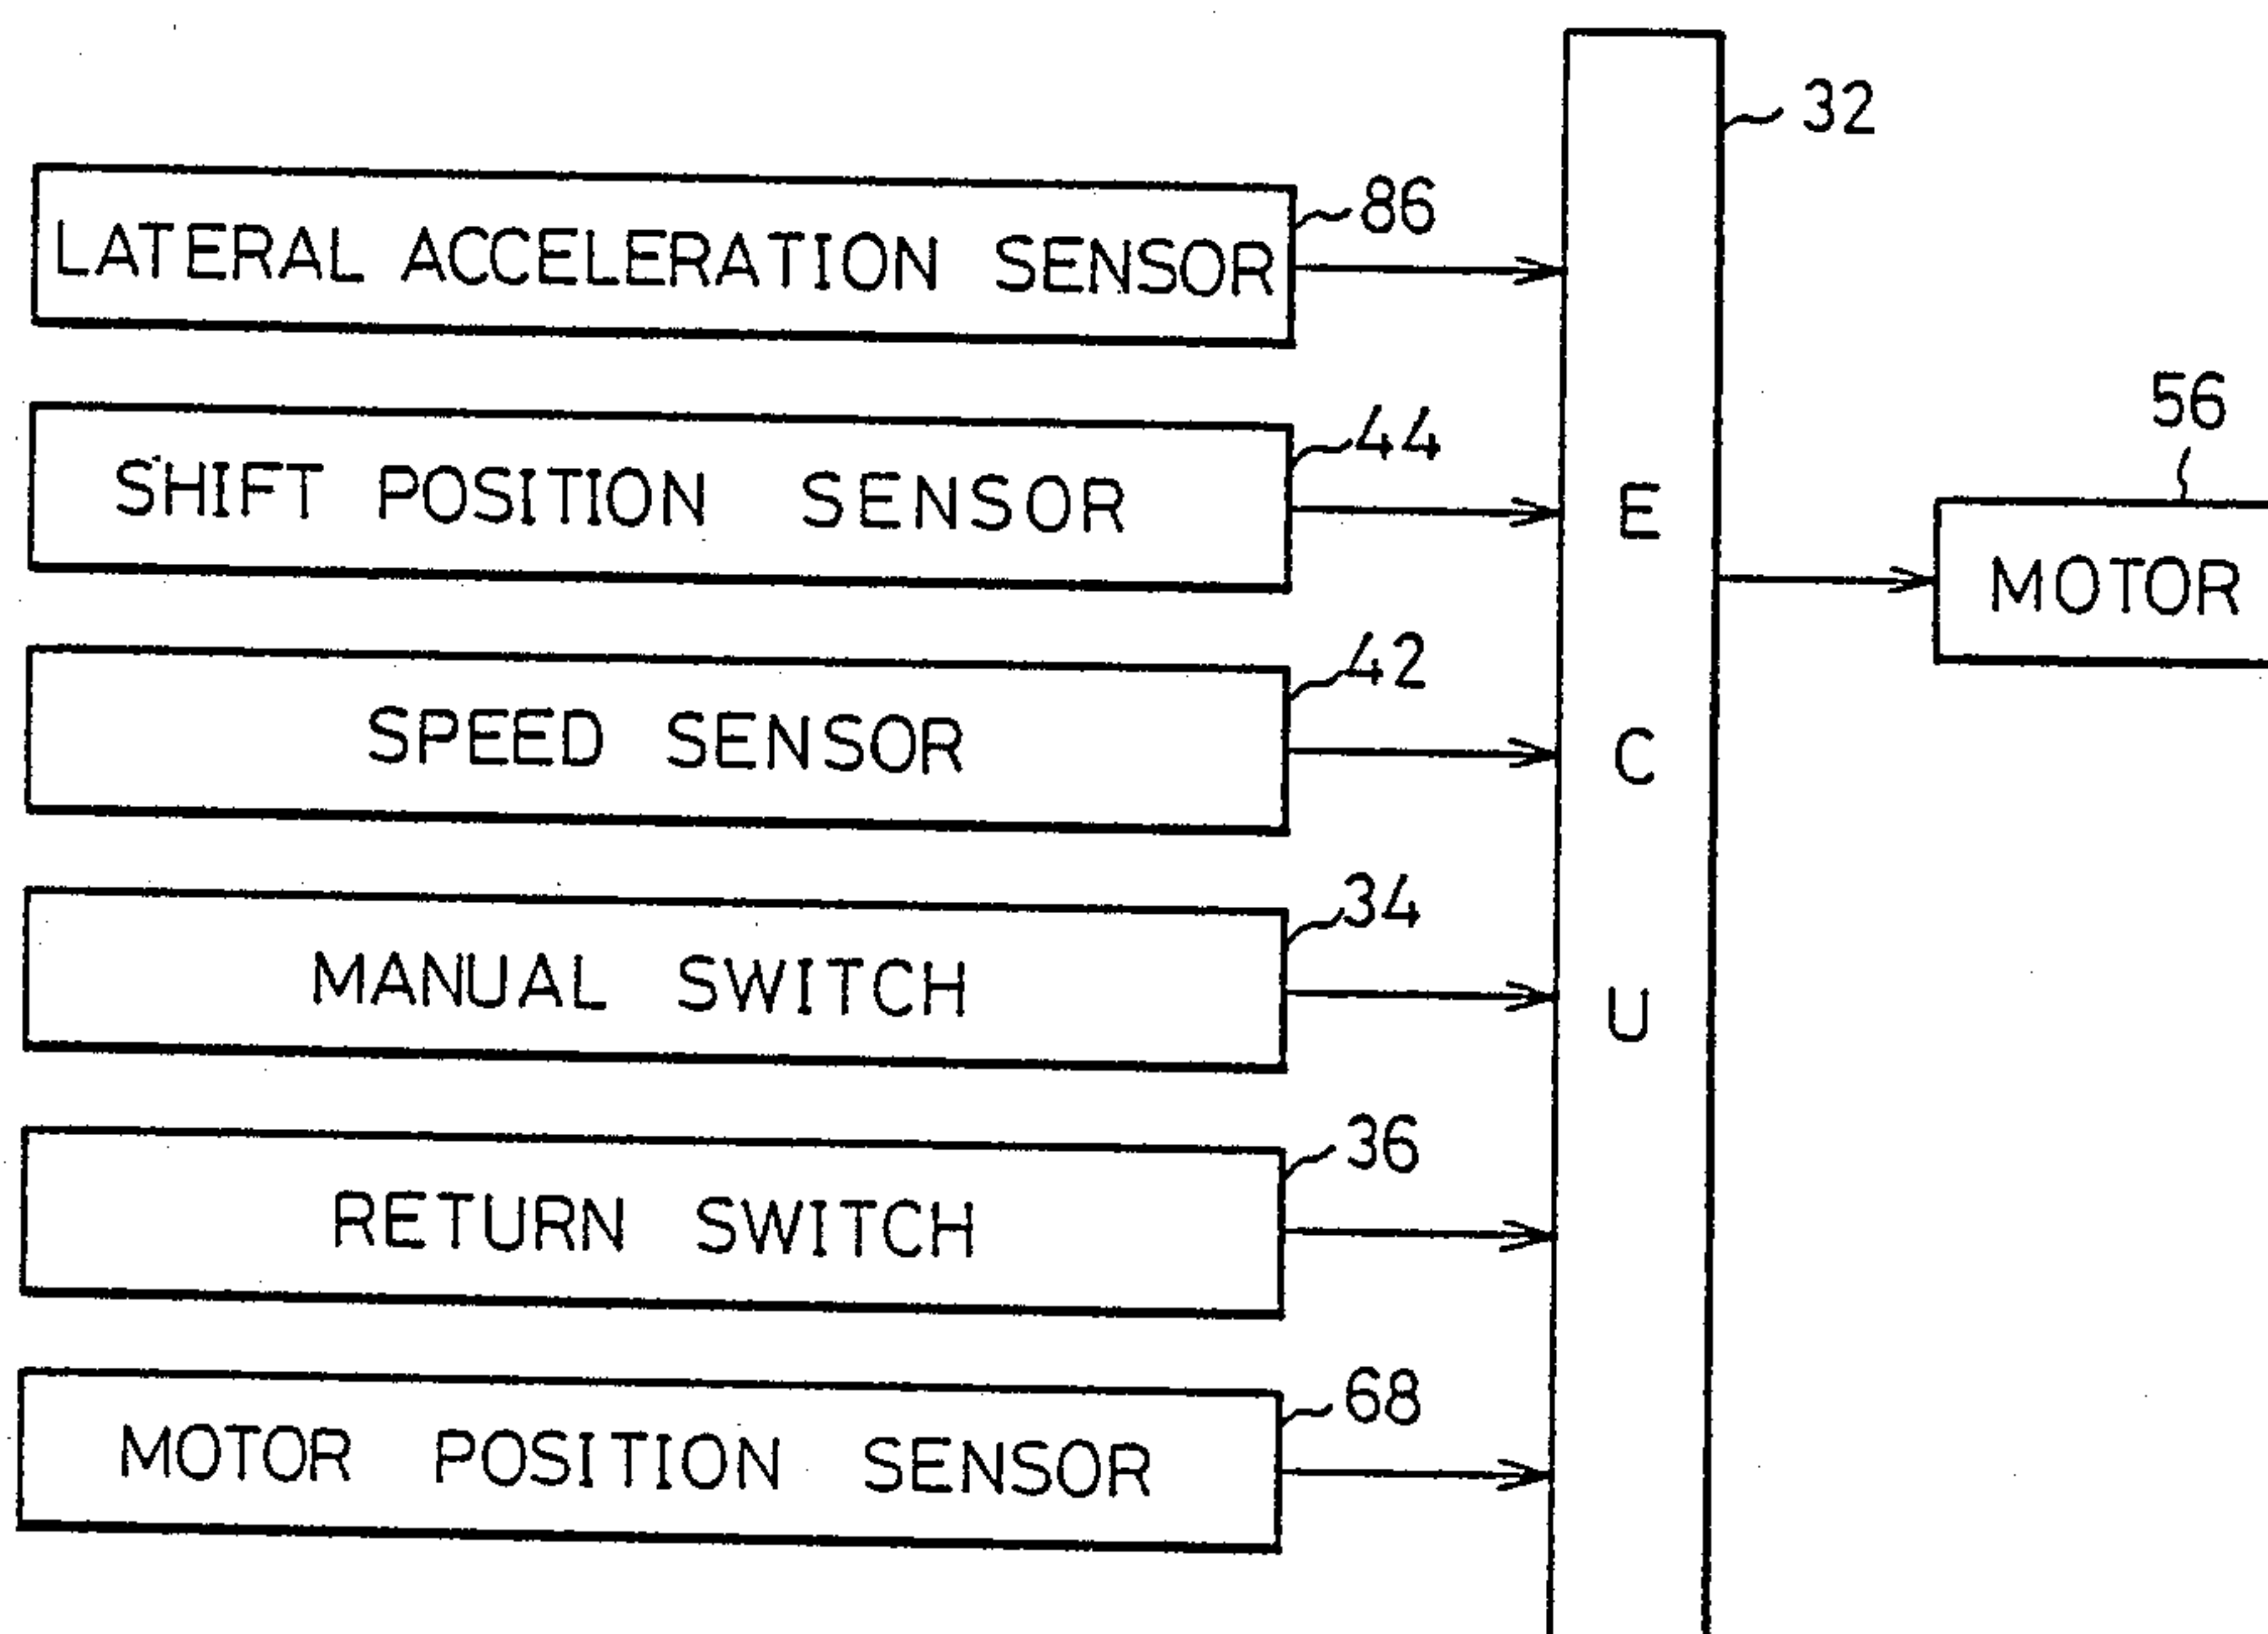 32
LATERAL ACCELERATION SENSOR
86
SHIFT POSITION SENSOR
44
SPEED SENSOR
42
MANUAL SWITCH
34
RETURN SWITCH
36
MOTOR POSITION SENSOR
68
E
C
U
56
MOTOR